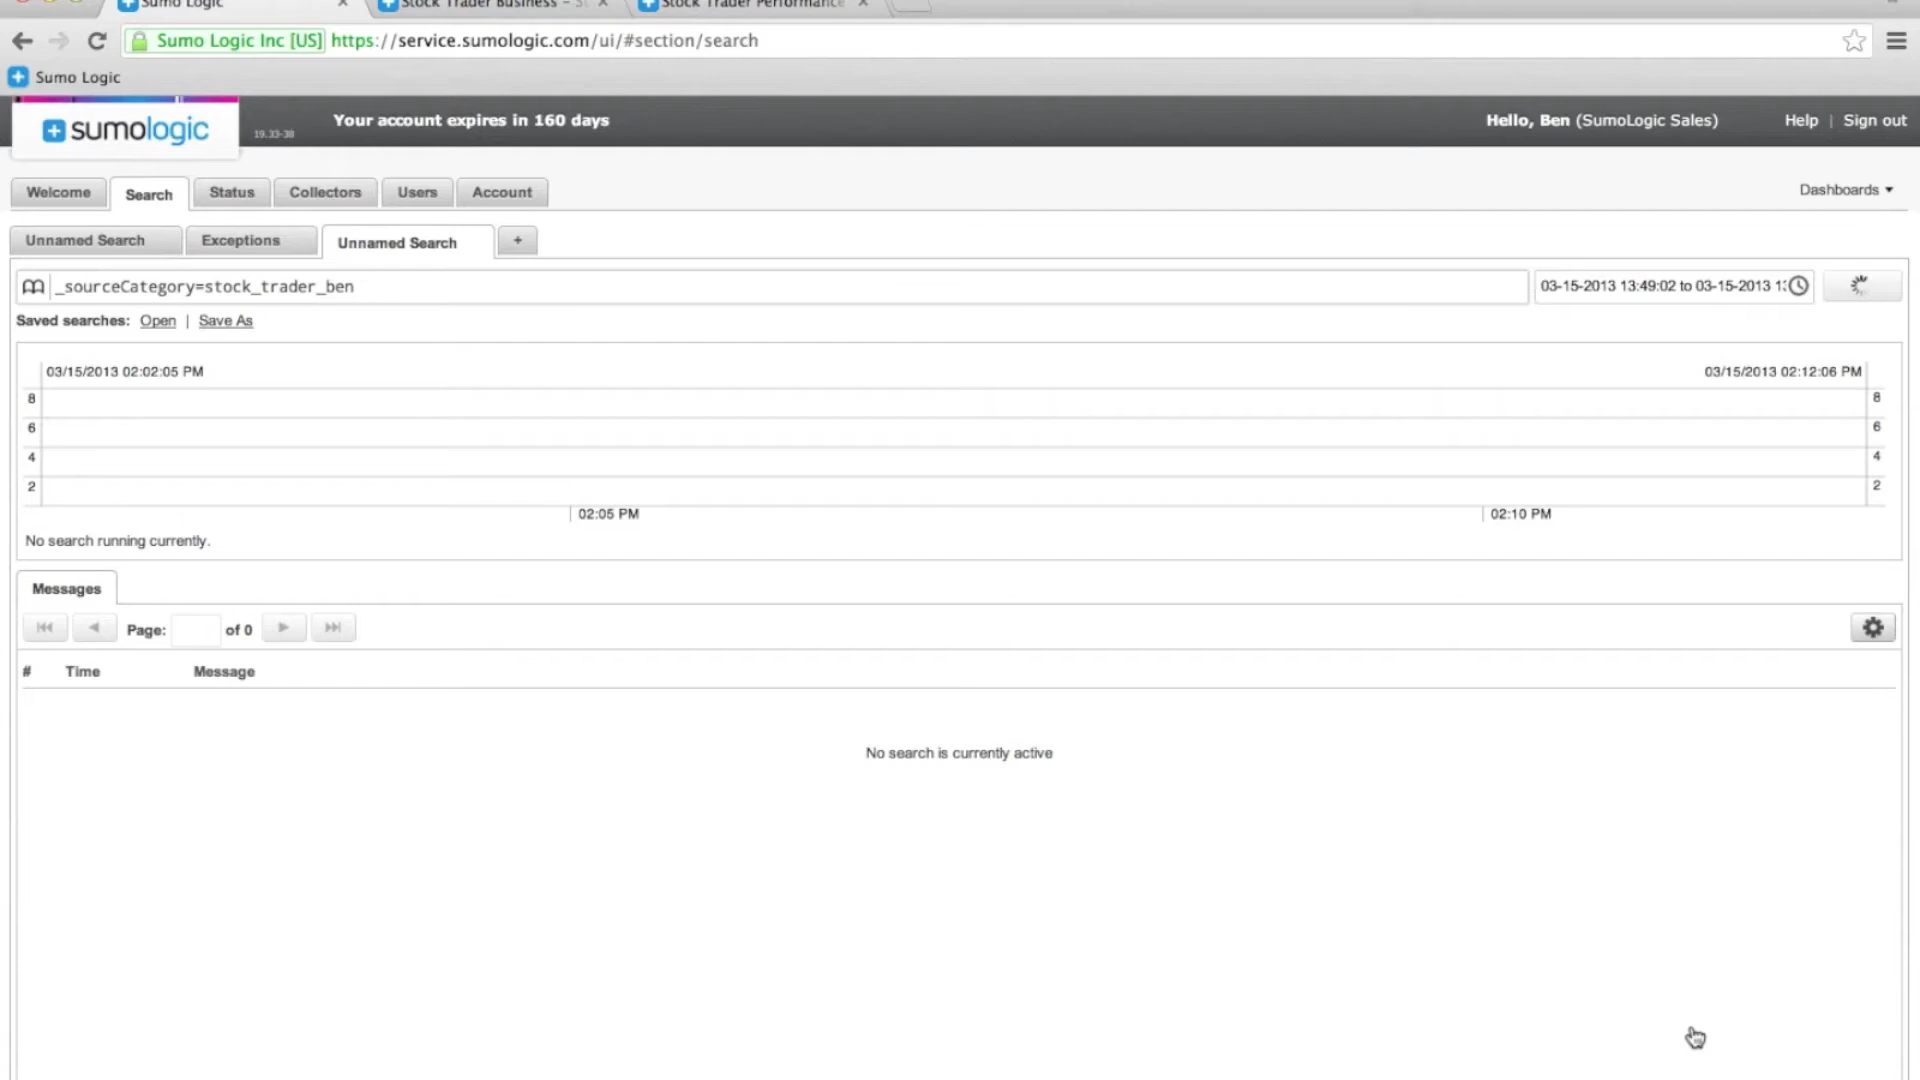 Sumo Logic
Stock Trader Business - St
Stock Trader Performance
Sumo Logic Inc [US] https://service.sumologic.com/ui/#section/search
Sumo Logic
sumologic
19.33-38
Your account expires in 160 days
Hello, Ben (SumoLogic Sales)
Help | Sign out
Welcome
Search
Status
Collectors
Users
Account
Dashboards
Unnamed Search
Exceptions
Unnamed Search
+
_sourceCategory=stock_trader_ben
03-15-2013 13:49:02 to 03-15-2013 1
Saved searches: Open | Save As
03/15/2013 02:02:05 PM
03/15/2013 02:12:06 PM
8
8
6
6
4
4
2
2
02:05 PM
02:10 PM
No search running currently.
Messages
Page:
of 0
# Time Message
No search is currently active